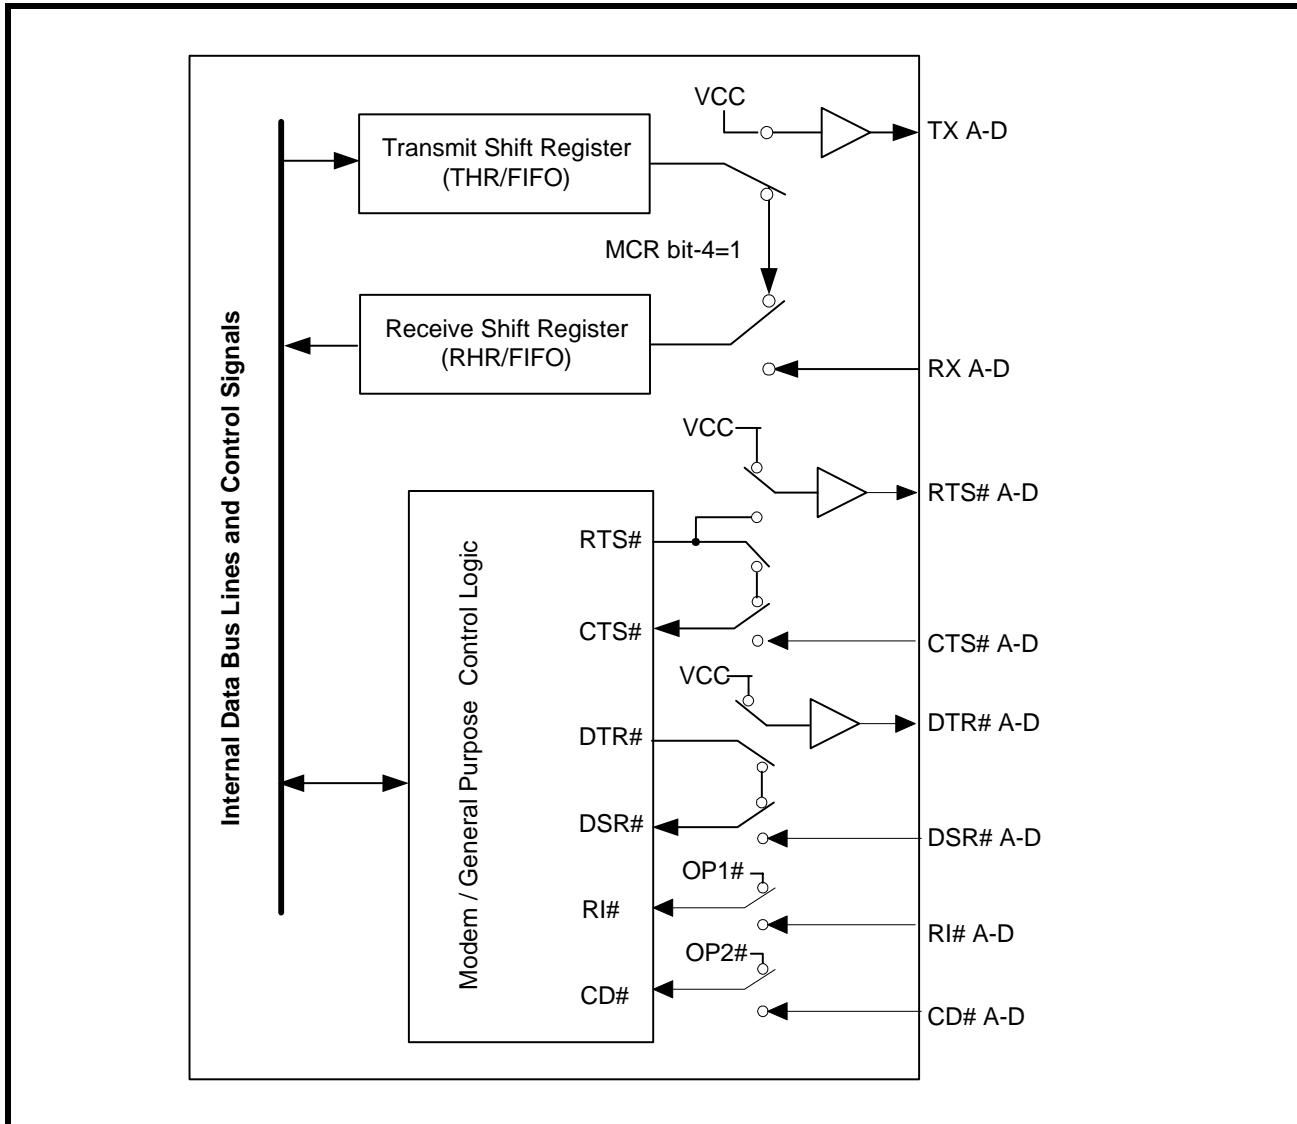 VCC
TX A-D
Transmit Shift Register
(THR/FIFO)
MCR bit-4=1
Receive Shift Register
(RHR/FIFO)
RX A-D
Internal Data Bus Lines and Control Signals
VCC
RTS# A-D
Modem / General Purpose Control Logic
RTS#
CTS#
CTS# A-D
VCC
DTR# A-D
DTR#
DSR#
DSR# A-D
OP1#
RI#
RI# A-D
OP2#
CD#
CD# A-D